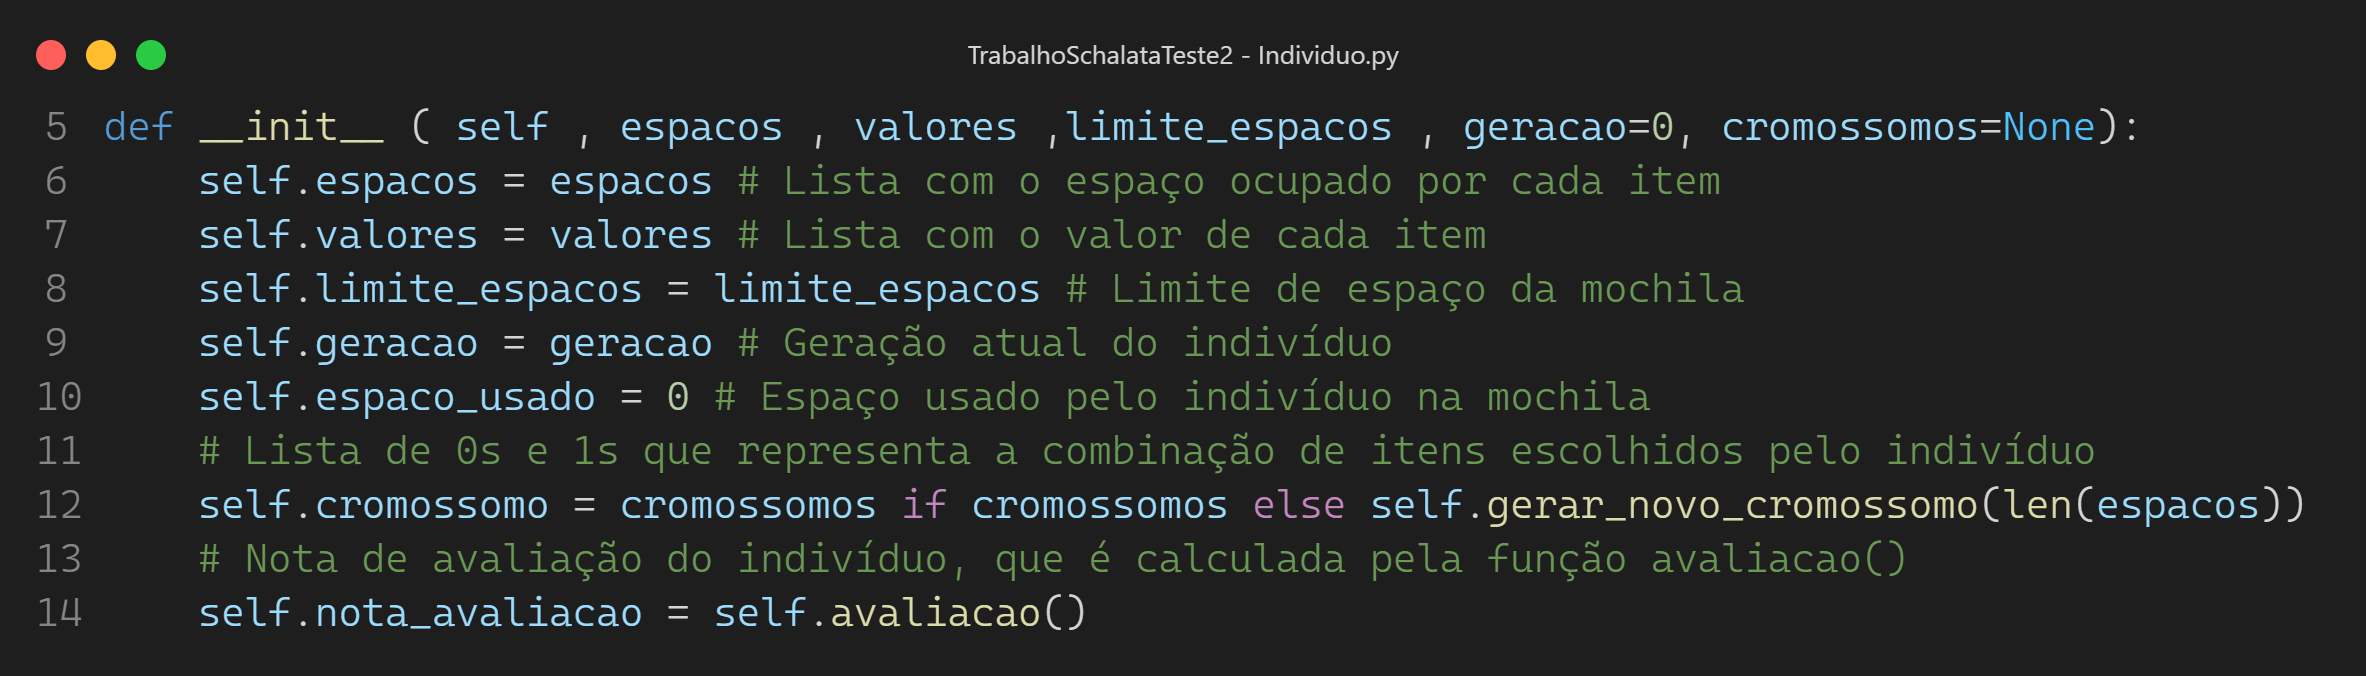 TrabalhoSchalataTeste2 - Individuo.py
5 def __init__ ( self , espacos , valores ,limite_espacos , geracao=0, cromossomos=None):
6 self.espacos = espacos # Lista com o espaço ocupado por cada item
7 self.valores = valores # Lista com o valor de cada item
8 self.limite_espacos = limite_espacos # Limite de espaço da mochila
9 self.geracao = geracao # Geração atual do indivíduo
10 self.espaco_usado = 0 # Espaço usado pelo indivíduo na mochila
11 # Lista de 0s e 1s que representa a combinação de itens escolhidos pelo indivíduo
12 self.cromossomo = cromossomos if cromossomos else self.gerar_novo_cromossomo(len(espacos))
13 # Nota de avaliação do indivíduo, que é calculada pela função avaliacao()
14 self.nota_avaliacao = self.avaliacao()